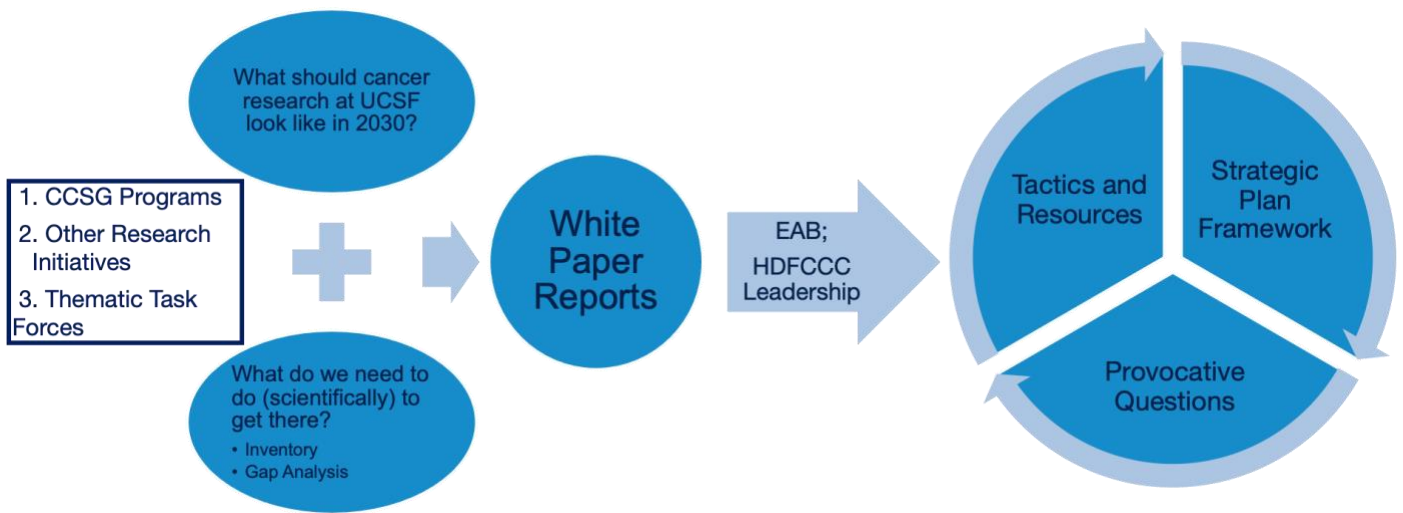 What should cancer
research at UCSF
look like in 2030?
1. CCSG Programs
2. Other Research
Initiatives
3. Thematic Task
Forces
What do we need to
do (scientifically) to
get there?
• Inventory
• Gap Analysis
White
Paper
Reports
EAB;
HDFCCC
Leadership
Tactics and
Resources
Strategic
Plan
Framework
Provocative
Questions